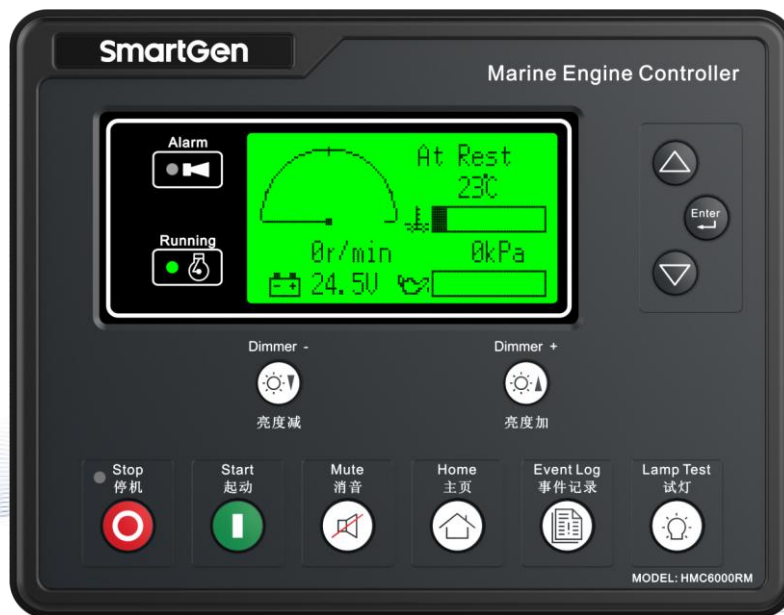 SmartGen
Marine Engine Controller
Alarm
At Rest
23℃
Running
0r/min
0kPa
24.5V
Enter
Dimmer -
Dimmer +
亮度减
亮度加
Stop
停机
Start
起动
Mute
消音
Home
主页
Event Log
事件记录
Lamp Test
试灯
MODEL: HMC6000RM